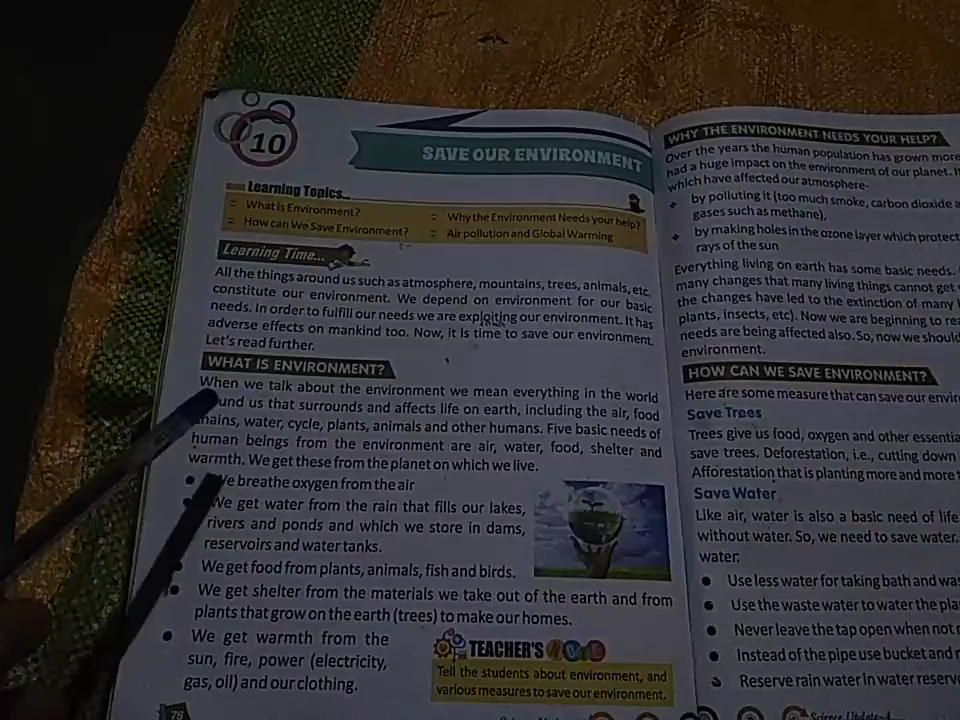 10
SAVE OUR ENVIRONMENT
Learning Topics...
What is Environment?
How can We Save Environment?
Why the Environment Needs your help?
Air pollution and Global Warming
Learning Time...
All the things around us such as atmosphere, mountains, trees, animals, etc.
constitute our environment. We depend on environment for our basic
needs. In order to fulfill our needs we are exploiting our environment. It has
adverse effects on mankind too. Now, it is time to save our environment.
Let's read further.
WHAT IS ENVIRONMENT?
When we talk about the environment we mean everything in the world
us that surrounds and affects life on earth, including the air, food
water, cycle, plants, animals and other humans. Five basic needs of
human beings from the environment are air, water, food, shelter and
warmth. We get these from the planet on which we live.
We breathe oxygen from the air
We get water from the rain that fills our lakes,
rivers and ponds and which we store in dams,
reservoirs and water tanks.
We get food from plants, animals, fish and birds.
We get shelter from the materials we take out of the earth and from
plants that grow on the earth (trees) to make our homes.
We get warmth from the
sun, fire, power (electricity,
gas, oil) and our clothing.
TEACHER'S
Tell the students about environment, and
various measures to save our environment.
78
WHY THE ENVIRONMENT NEEDS YOUR HELP?
Over the years the human population has grown more
had a huge impact on the environment of our planet.
which have affected our atmosphere-
by polluting it (too much smoke, carbon dioxide
gases such as methane),
by making holes in the ozone layer which protect
rays of the sun
Everything living on earth has some basic needs.
many changes that many living things cannot get
the changes have led to the extinction of many
plants, insects, etc). Now we are beginning to
needs are being affected also. So, now we should
environment.
HOW CAN WE SAVE ENVIRONMENT?
Here are some measure that can save our
Save Trees
Trees give us food, oxygen and other
save trees. Deforestation, i.e., cutting down
Afforestation that is planting more and more
Save Water
Like air, water is also a basic need of life
without water. So, we need to save water.
water.
Use less water for taking bath and
Use the waste water to water the
Never leave the tap open when
Instead of the pipe use bucket and
Reserve rain water in water
Science Update-4